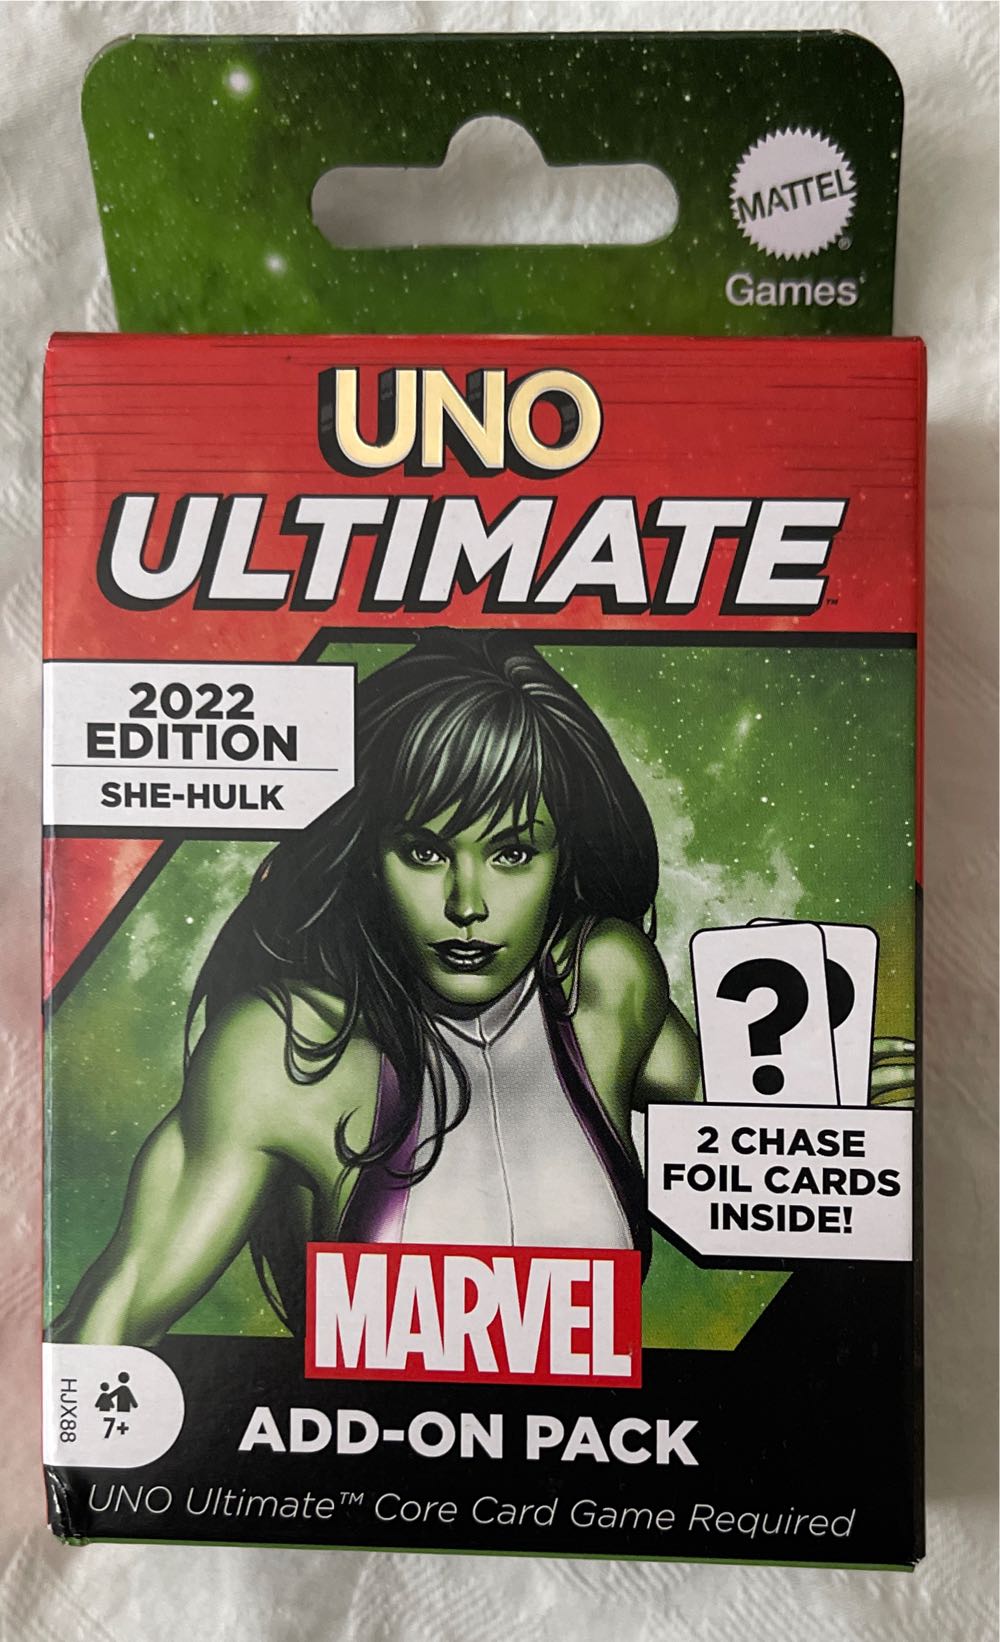 MATTEL
®
Games
UNO
ULTIMATE™
2022
EDITION
SHE-HULK
?
?
2 CHASE
FOIL CARDS
INSIDE!
MARVEL
HJX88
7+
ADD-ON PACK
UNO Ultimate™ Core Card Game Required